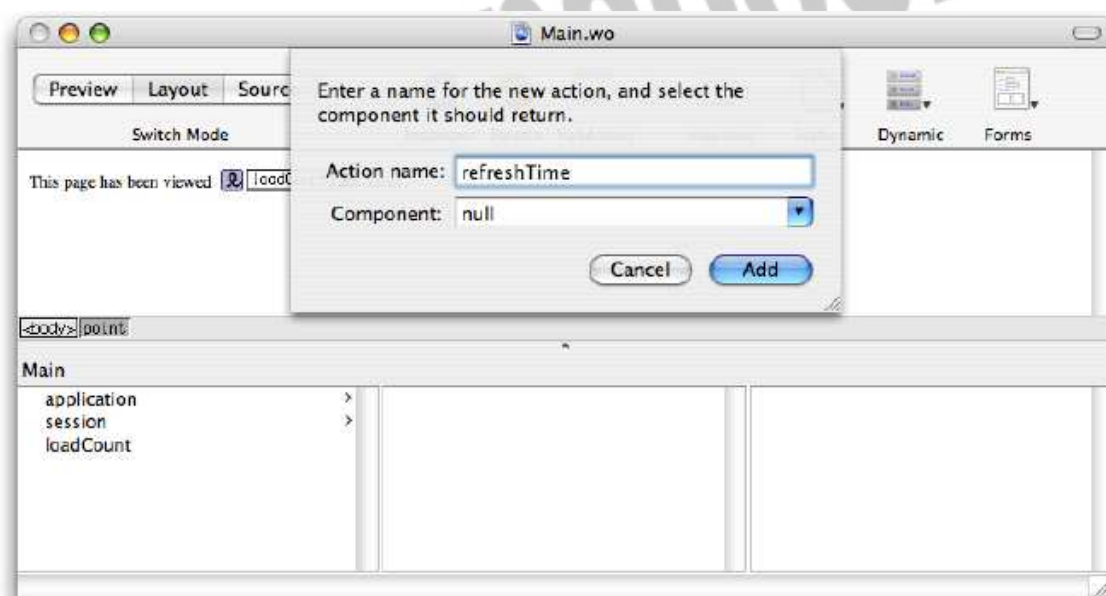 Main.wo
Preview Layout Sourc
Switch Mode
Dynamic
Forms
Enter a name for the new action, and select the
component it should return.
Action name: refreshTime
Component: null
Cancel Add
This page has been viewed loadC
<body> point
Main
application >
session >
loadCount